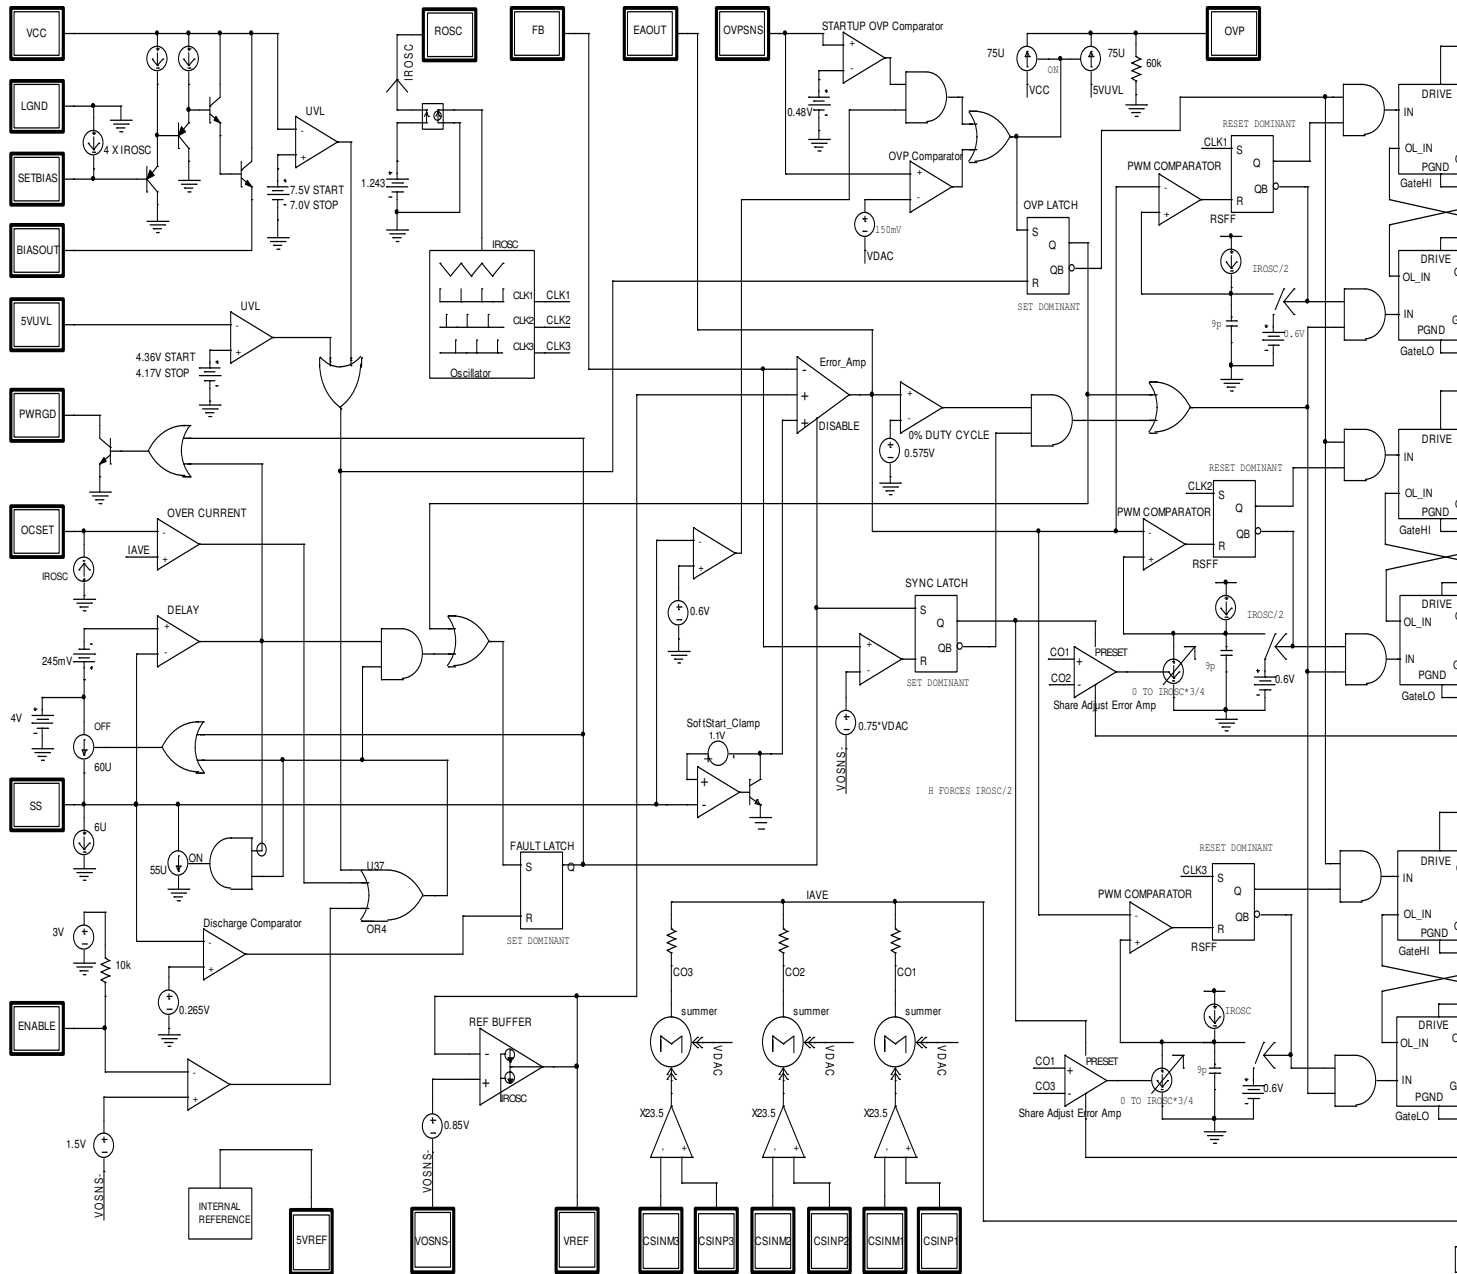 VCC
ROSC
FB
EAOUT
OVPSNS
STARTUP OVP Comparator
OVP
75U
75U
60k
ON
VCC
5VUVL
0.48V
LGND
IROSC
UVL
DRIVE
IN
OL_IN
PGND
GateHI
4 X IROSC
SETBIAS
7.5V START
7.0V STOP
1.243
OVP Comparator
RESET DOMINANT
CLK1
S
Q
QB
R
RSFF
PWM COMPARATOR
BIASOUT
150mV
VDAC
OVP LATCH
S
Q
QB
R
SET DOMINANT
IROSC
CLK1
CLK1
CLK2
CLK2
CLK3
CLK3
Oscillator
IROSC/2
9p
0.6V
DRIVE
OL_IN
IN
PGND
GateLO
5VUVL
UVL
4.36V START
4.17V STOP
Error_Amp
DISABLE
0% DUTY CYCLE
0.575V
PWRGD
DRIVE
IN
OL_IN
PGND
GateHI
RESET DOMINANT
CLK2
S
Q
QB
R
RSFF
PWM COMPARATOR
OCSET
OVER CURRENT
IAVE
IROSC
0.6V
SYNC LATCH
S
Q
QB
R
SET DOMINANT
IROSC/2
9p
0.6V
DRIVE
OL_IN
IN
PGND
GateLO
DELAY
245mV
4V
OFF
60U
CO1
CO2
PRESET
0 TO IROSC*3/4
Share Adjust Error Amp
SoftStart_Clamp
1.1V
0.75*VDAC
VOSNS-
H FORCES IROSC/2
SS
6U
55U
ON
U37
OR4
FAULT LATCH
S
Q
R
SET DOMINANT
RESET DOMINANT
CLK3
S
Q
QB
R
RSFF
PWM COMPARATOR
DRIVE
IN
OL_IN
PGND
GateHI
IAVE
CO3
CO2
CO1
3V
10k
Discharge Comparator
0.265V
ENABLE
REF BUFFER
IROSC
0.85V
VOSNS-
summer
VDAC
summer
VDAC
summer
VDAC
X23.5
X23.5
X23.5
IROSC
9p
0.6V
CO1
CO3
PRESET
0 TO IROSC*3/4
Share Adjust Error Amp
DRIVE
OL_IN
IN
PGND
GateLO
1.5V
VOSNS-
INTERNAL
REFERENCE
5VREF
VOSNS-
VREF
CSINM3
CSINP3
CSINM2
CSINP2
CSINM1
CSINP1